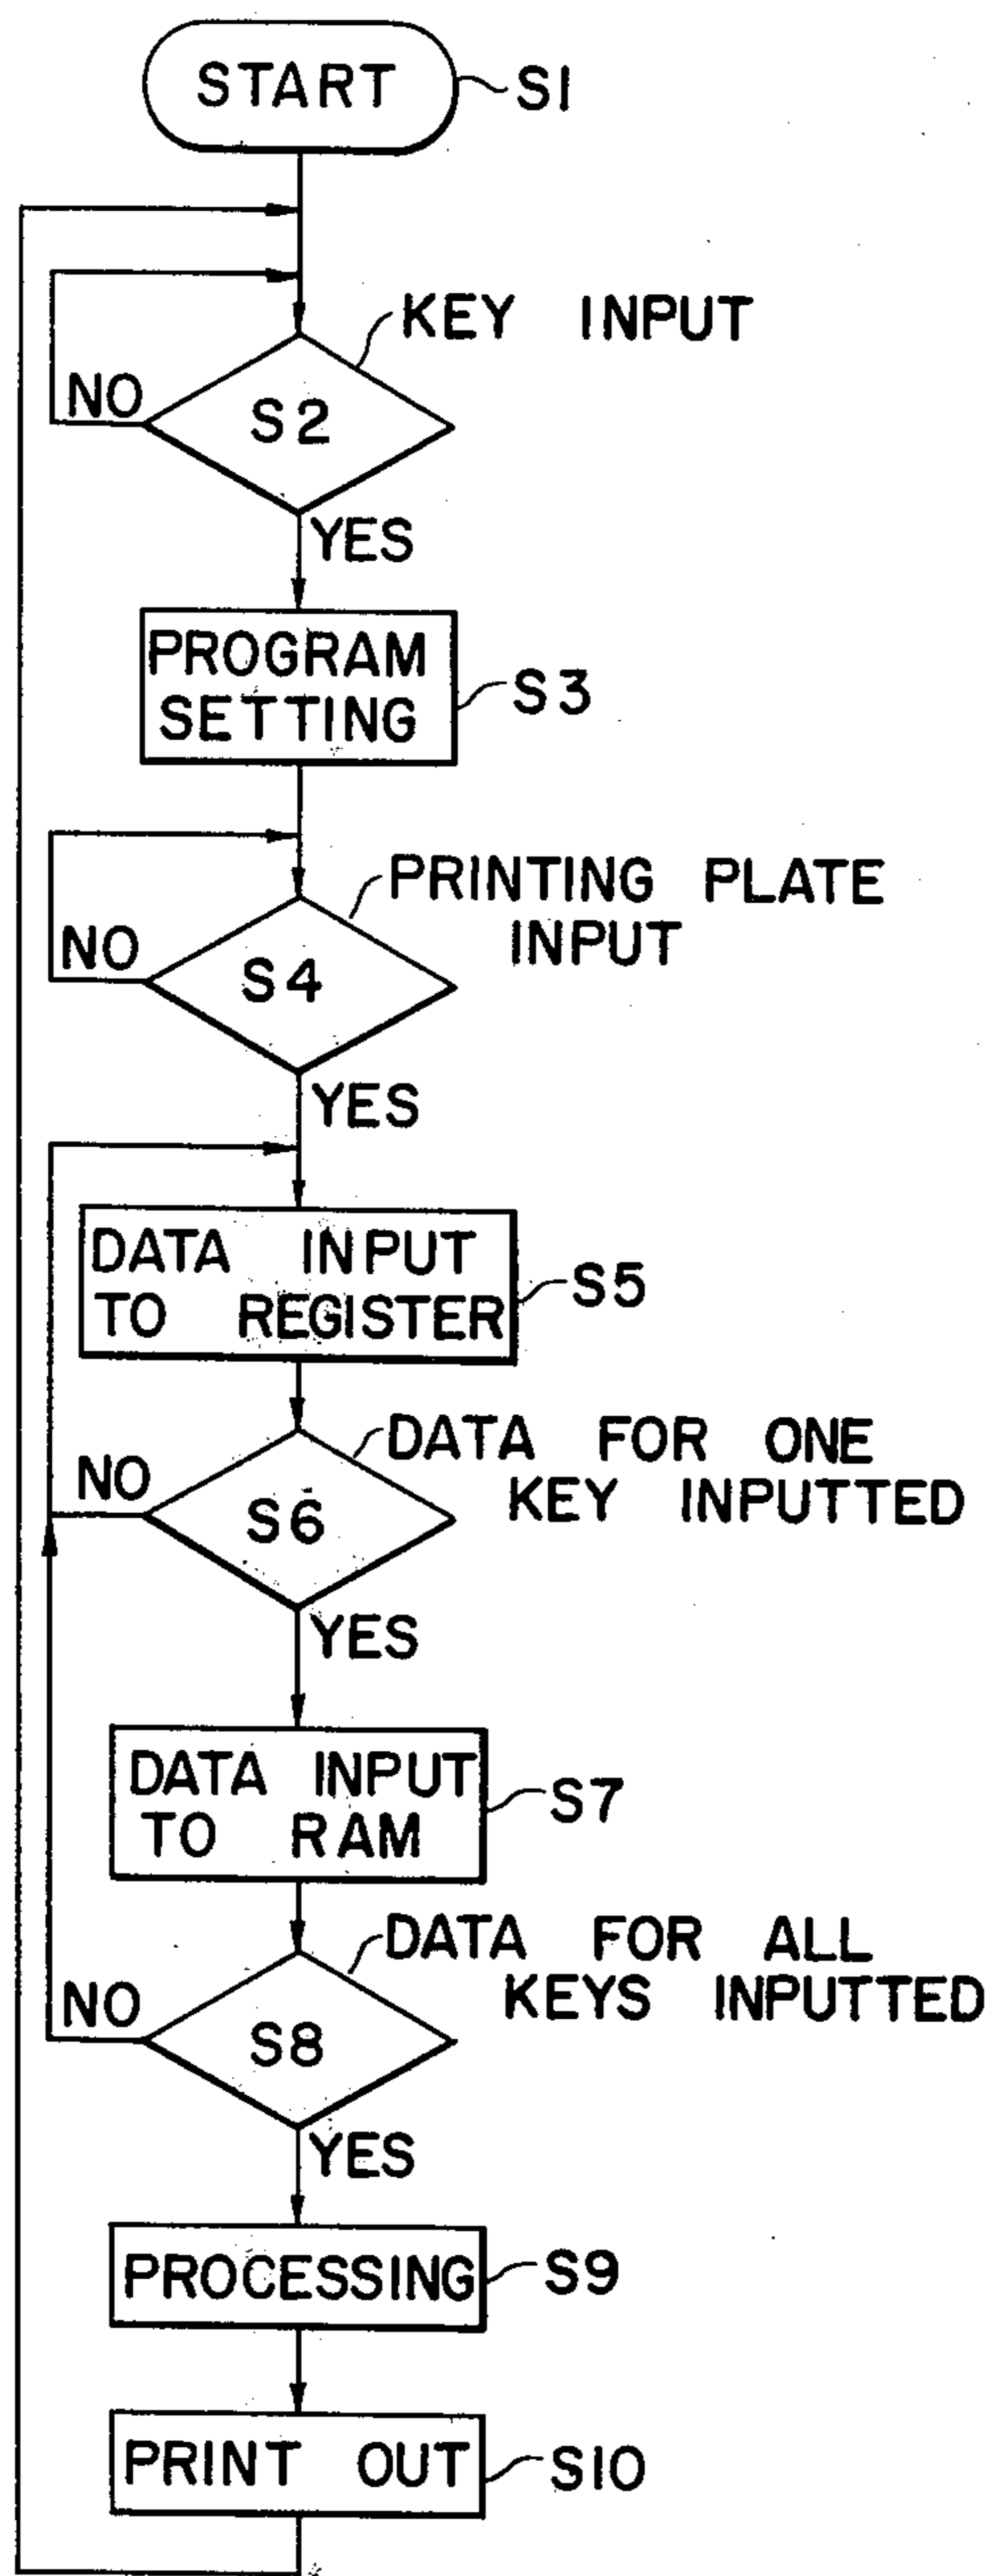 START
S1
KEY INPUT
NO
S2
YES
PROGRAM
SETTING
S3
PRINTING PLATE
INPUT
NO
S4
YES
DATA INPUT
TO REGISTER
S5
DATA FOR ONE
KEY INPUTTED
NO
S6
YES
DATA INPUT
TO RAM
S7
DATA FOR ALL
KEYS INPUTTED
NO
S8
YES
PROCESSING
S9
PRINT OUT
S10